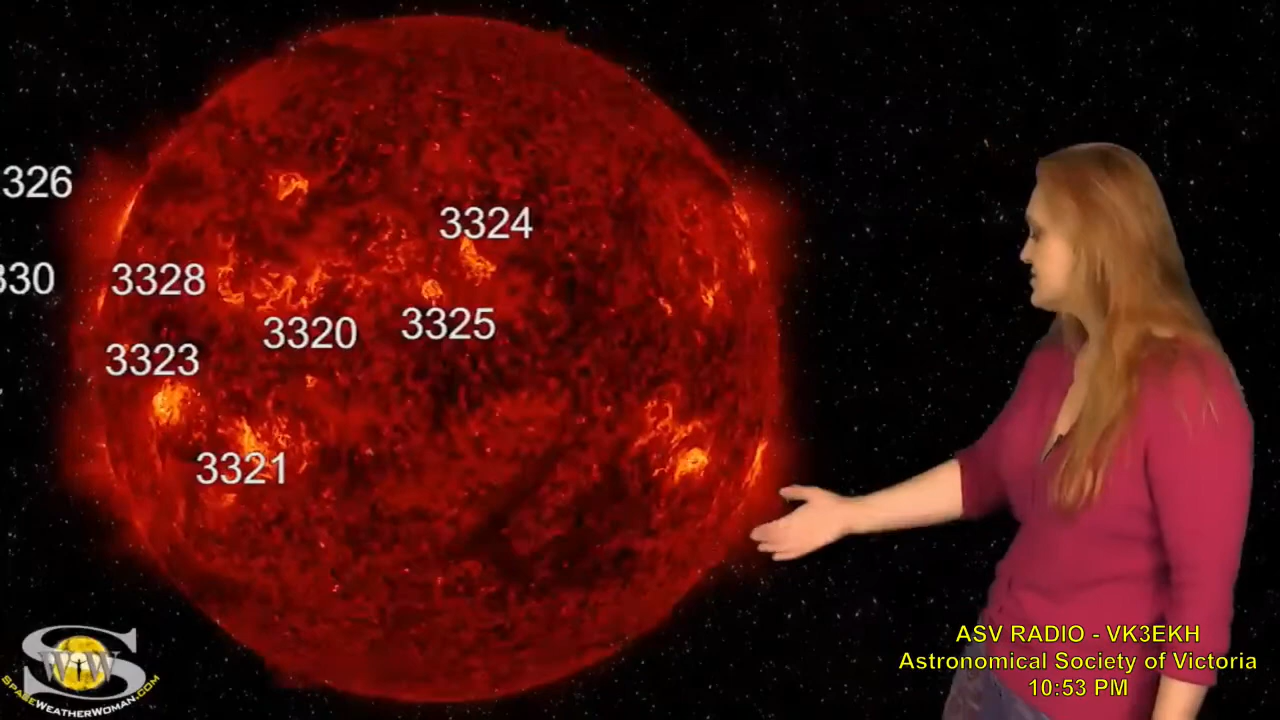 326
3324
330
3328
3325
3320
3323
3321
SW
SPACEWEATHERWOMAN.COM
ASV RADIO - VK3EKH
Astronomical Society of Victoria
10:53 PM